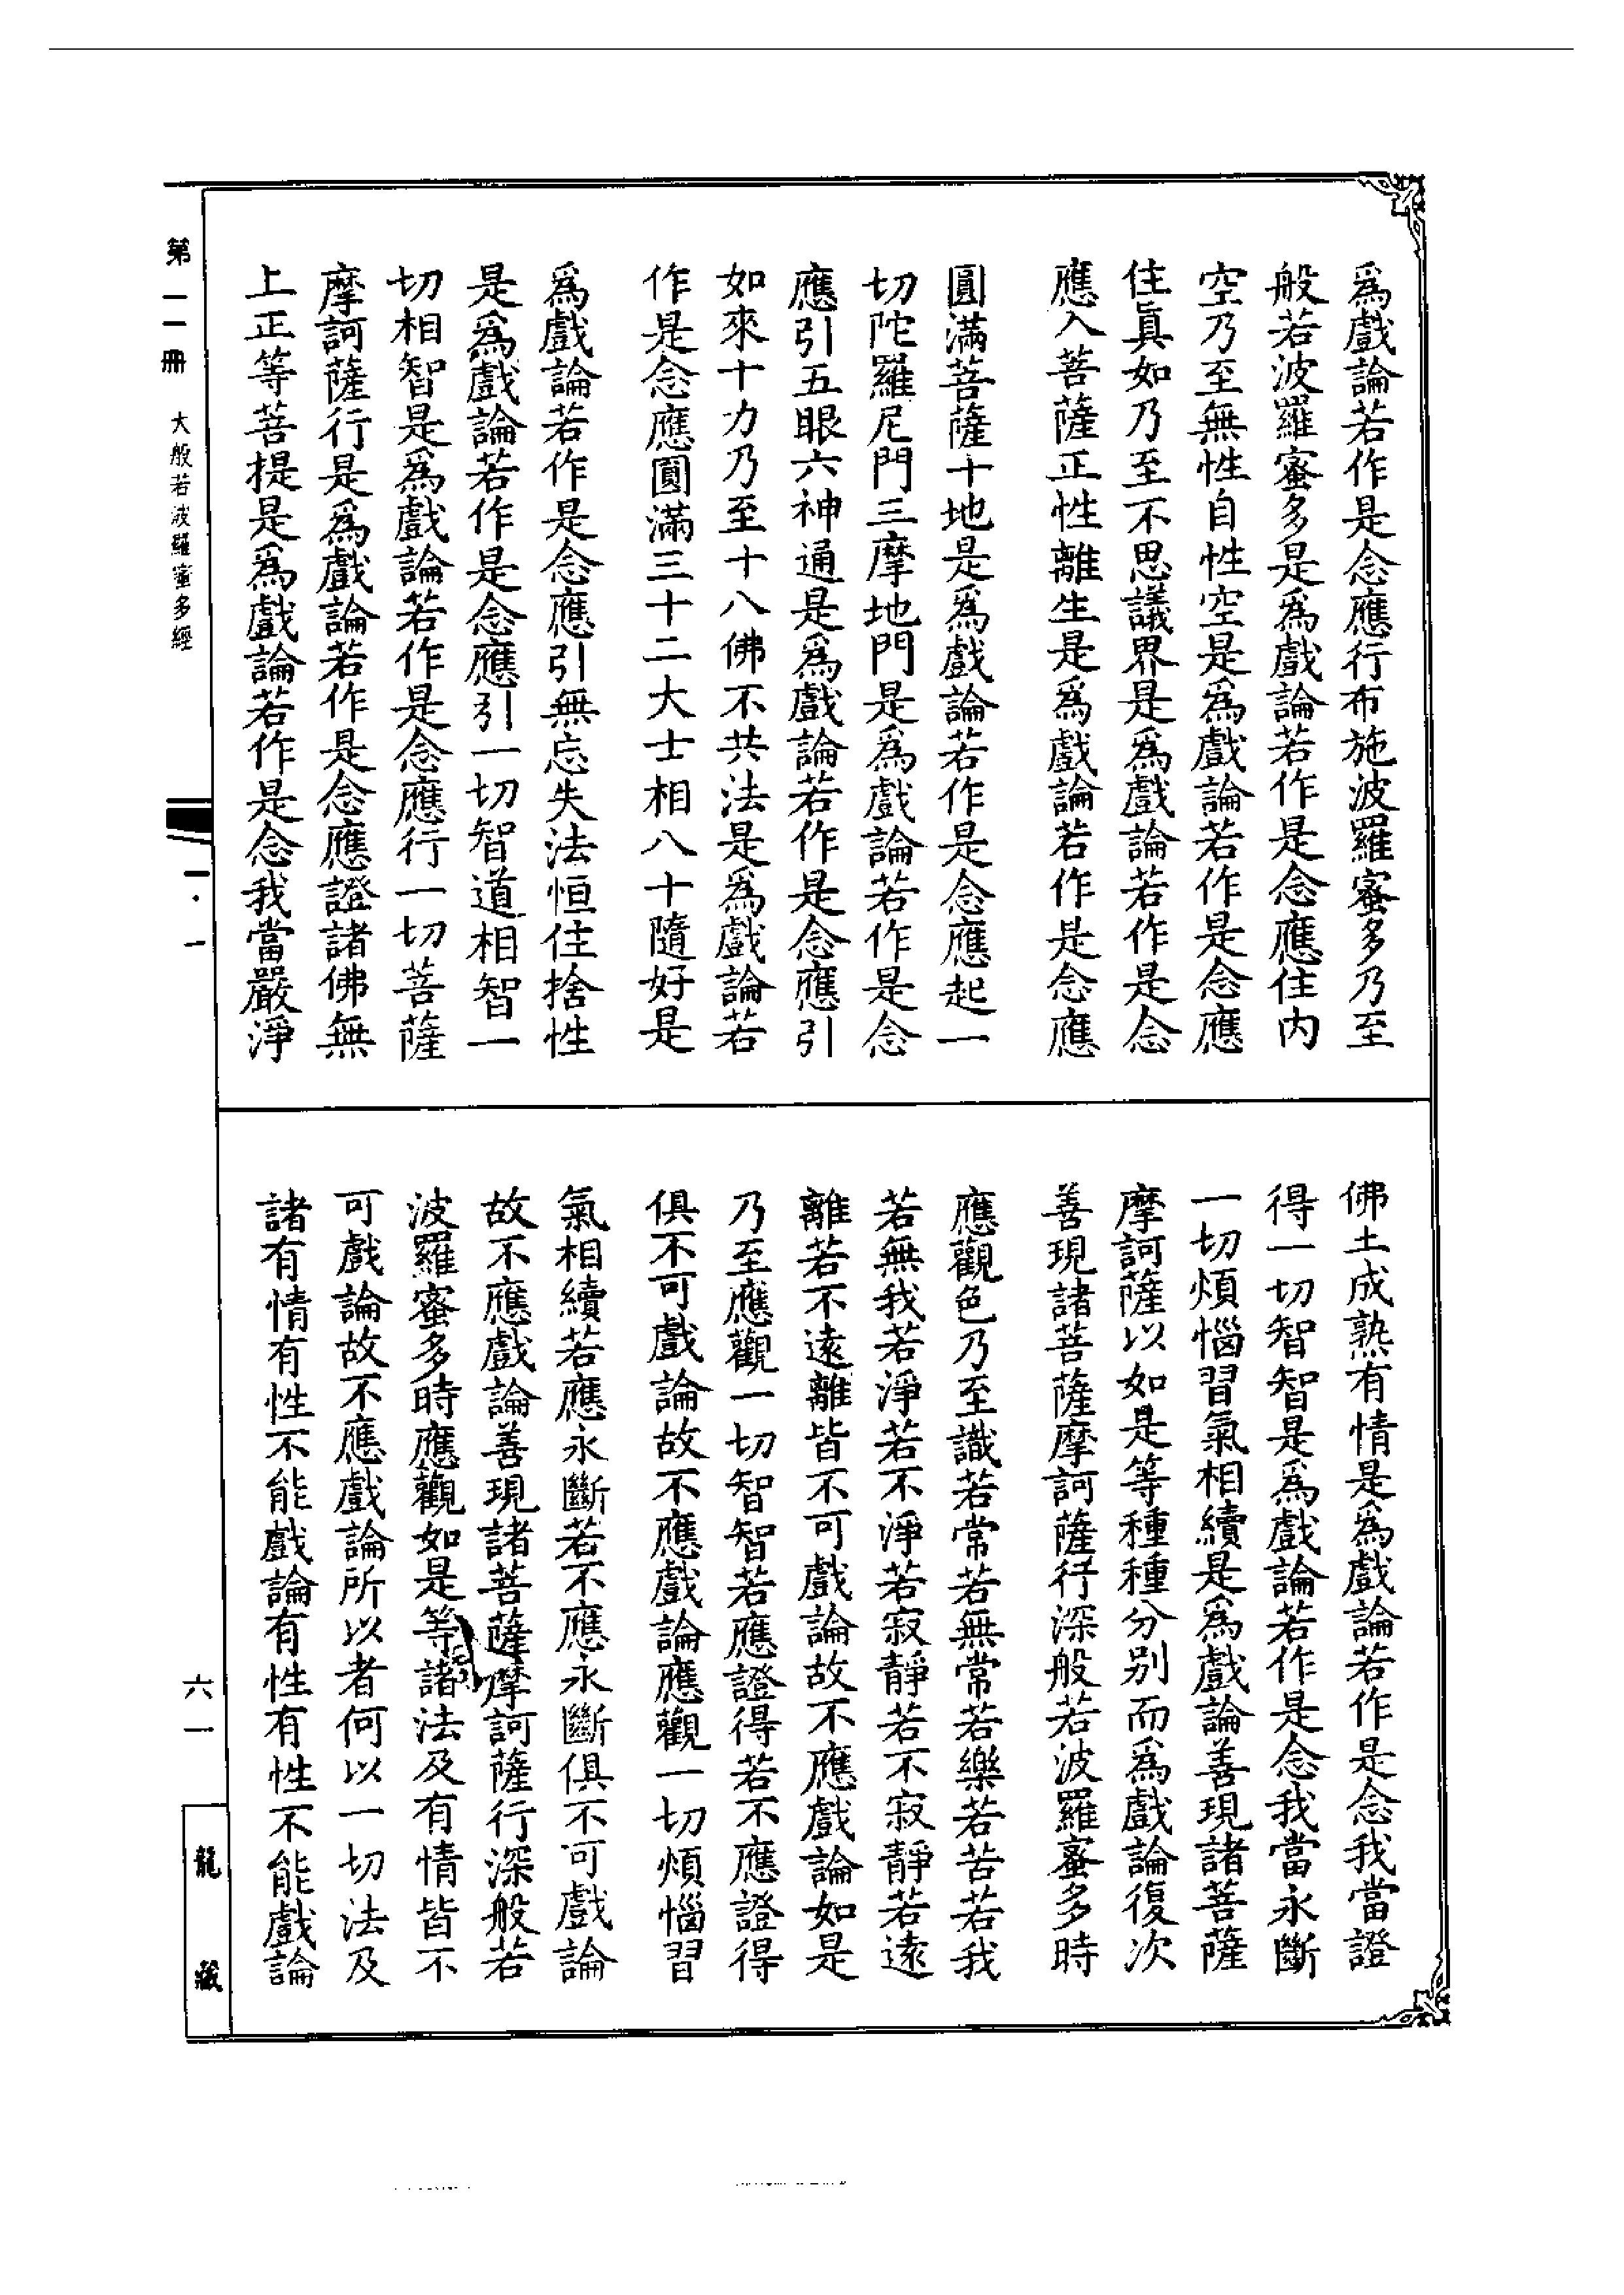 爲戲論若作是念應行布施波羅蜜多乃至
般若波羅蜜多是爲戲論若作是念應住內
空乃至無性自性空是爲戲論若作是念應
住眞如乃至不思議界是爲戲論若作是念
應入菩薩正性離生是爲戲論若作是念應
圓滿菩薩十地是爲戲論若作是念應起一
切陀羅尼門三摩地門是爲戲論若作是念
應引五眼六神通是爲戲論若作是念應引
如來十力乃至十八佛不共法是爲戲論若
作是念應圓滿三十二大士相八十隨好是
爲戲論若作是念應引無忘失法恒住捨性
是爲戲論若作是念應引一切智道相智一
切相智是爲戲論若作是念應行一切菩薩
摩訶薩行是爲戲論若作是念應證諸佛無
上正等菩提是爲戲論若作是念我當嚴淨
佛土成熟有情是爲戲論若作是念我當證
得一切智智是爲戲論若作是念我當永斷
一切煩惱習氣相續是爲戲論善現諸菩薩
摩訶薩以如是等種種分別而爲戲論復次
善現諸菩薩摩訶薩行深般若波羅蜜多時
應觀色乃至識若常若無常若樂若苦若我
若無我若淨若不淨若寂靜若不寂靜若遠
離若不遠離皆不可戲論故不應戲論如是
乃至應觀一切智智若應證得若不應證得
俱不可戲論故不應戲論應觀一切煩惱習
氣相續若應永斷若不應永斷俱不可戲論
故不應戲論善現諸菩薩摩訶薩行深般若
波羅蜜多時應觀如是等諸法及有情皆不
可戲論故不應戲論所以者何以一切法及
諸有情有性不能戲論有性有性不能戲論
第一一冊 大般若波羅蜜多經
一·一
六一
龍藏